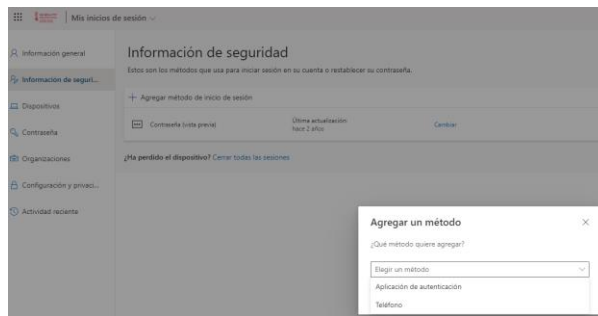 Mis inicios de sesión
Información general
Información de seguri...
Dispositivos
Contraseña
Organizaciones
Configuración y privaci...
Actividad reciente
Información de seguridad
Estos son los métodos que usa para iniciar sesión en su cuenta o restablecer su contraseña.
+ Agregar método de inicio de sesión
Contraseña (vista previa)
Última actualización:
hace 2 años
Cambiar
¿Ha perdido el dispositivo? Cerrar todas las sesiones
Agregar un método
¿Qué método quiere agregar?
Elegir un método
Aplicación de autenticación
Teléfono